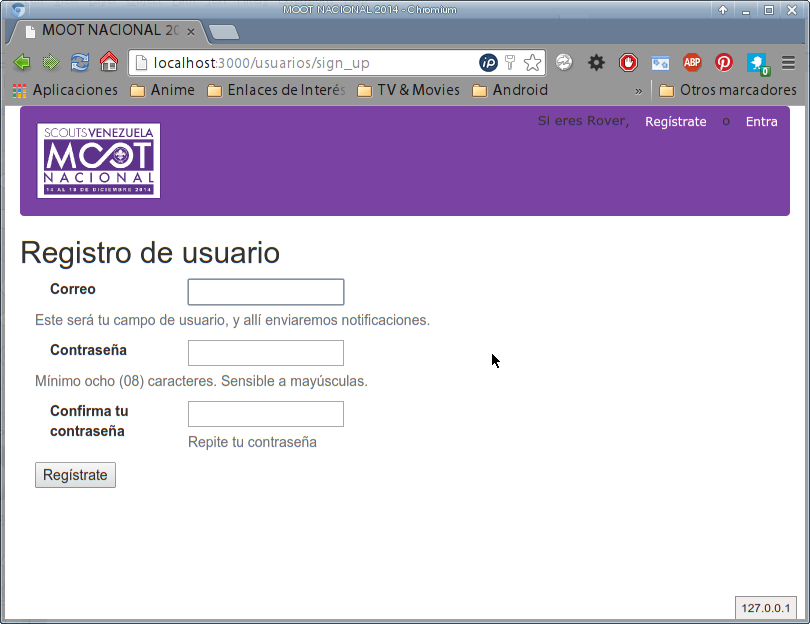 MOOT NACIONAL 2014 - Chromium
MOOT NACIONAL 20
localhost:3000/usuarios/sign_up
ip
ABP
0
Aplicaciones
Anime
Enlaces de Interés
TV & Movies
Android
»
Otros marcadores
SCOUTSVENEZUELA
MOOT
NACIONAL
14 AL 18 DE DICIEMBRE 2014
Si eres Rover, Regístrate o Entra
Registro de usuario
Correo
Este será tu campo de usuario, y allí enviaremos notificaciones.
Contraseña
Mínimo ocho (08) caracteres. Sensible a mayúsculas.
Confirma tu
contraseña
Repite tu contraseña
Regístrate
127.0.0.1